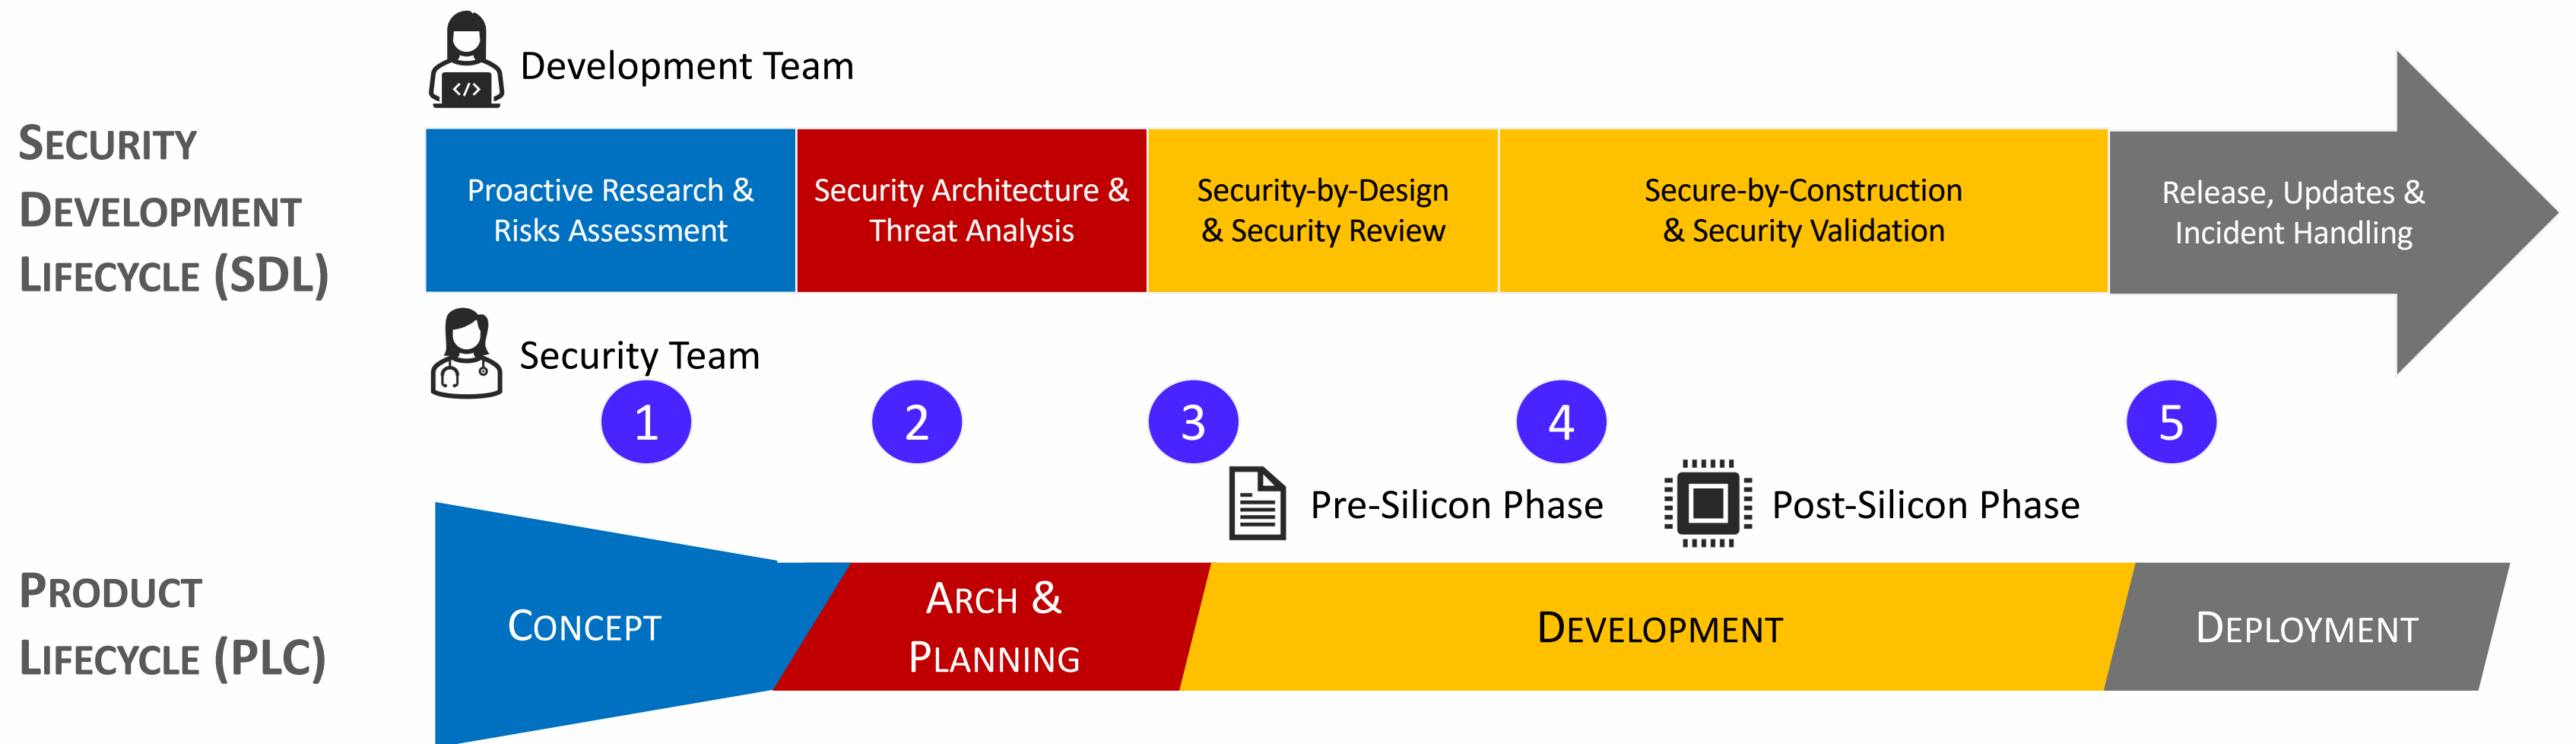 Development Team
SECURITY
DEVELOPMENT
LIFECYCLE (SDL)
Proactive Research &
Risks Assessment
Security Architecture &
Threat Analysis
Security-by-Design
& Security Review
Secure-by-Construction
& Security Validation
Release, Updates &
Incident Handling
Security Team
1
2
3
4
5
Pre-Silicon Phase
Post-Silicon Phase
PRODUCT
LIFECYCLE (PLC)
CONCEPT
ARCH &
PLANNING
DEVELOPMENT
DEPLOYMENT